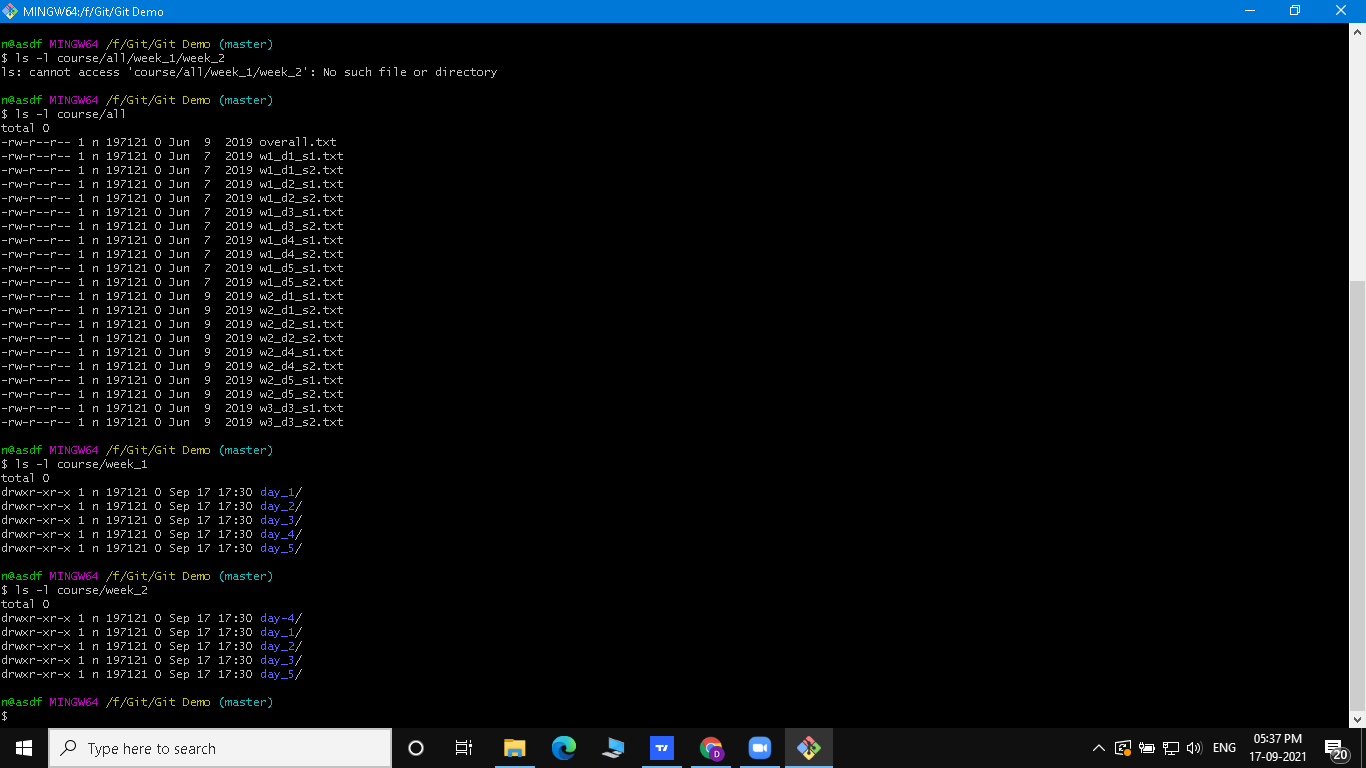 MINGW64:/f/Git/Git Demo
m@asdf MINGW64 /f/Git/Git Demo (master)
$ ls -l course/all/week_1/week_2
ls: cannot access 'course/all/week_1/week_2': No such file or directory
m@asdf MINGW64 /f/Git/Git Demo (master)
$ ls -l course/all
total 0
-rw-r--r-- 1 n 197121 0 Jun  9  2019 overall.txt
-rw-r--r-- 1 n 197121 0 Jun  7  2019 w1_d1_s1.txt
-rw-r--r-- 1 n 197121 0 Jun  7  2019 w1_d1_s2.txt
-rw-r--r-- 1 n 197121 0 Jun  7  2019 w1_d2_s1.txt
-rw-r--r-- 1 n 197121 0 Jun  7  2019 w1_d2_s2.txt
-rw-r--r-- 1 n 197121 0 Jun  7  2019 w1_d3_s1.txt
-rw-r--r-- 1 n 197121 0 Jun  7  2019 w1_d3_s2.txt
-rw-r--r-- 1 n 197121 0 Jun  7  2019 w1_d4_s1.txt
-rw-r--r-- 1 n 197121 0 Jun  7  2019 w1_d4_s2.txt
-rw-r--r-- 1 n 197121 0 Jun  7  2019 w1_d5_s1.txt
-rw-r--r-- 1 n 197121 0 Jun  7  2019 w1_d5_s2.txt
-rw-r--r-- 1 n 197121 0 Jun  9  2019 w2_d1_s1.txt
-rw-r--r-- 1 n 197121 0 Jun  9  2019 w2_d1_s2.txt
-rw-r--r-- 1 n 197121 0 Jun  9  2019 w2_d2_s1.txt
-rw-r--r-- 1 n 197121 0 Jun  9  2019 w2_d2_s2.txt
-rw-r--r-- 1 n 197121 0 Jun  9  2019 w2_d4_s1.txt
-rw-r--r-- 1 n 197121 0 Jun  9  2019 w2_d4_s2.txt
-rw-r--r-- 1 n 197121 0 Jun  9  2019 w2_d5_s1.txt
-rw-r--r-- 1 n 197121 0 Jun  9  2019 w2_d5_s2.txt
-rw-r--r-- 1 n 197121 0 Jun  9  2019 w3_d3_s1.txt
-rw-r--r-- 1 n 197121 0 Jun  9  2019 w3_d3_s2.txt
m@asdf MINGW64 /f/Git/Git Demo (master)
$ ls -l course/week_1
total 0
drwxr-xr-x 1 n 197121 0 Sep 17 17:30 day_1/
drwxr-xr-x 1 n 197121 0 Sep 17 17:30 day_2/
drwxr-xr-x 1 n 197121 0 Sep 17 17:30 day_3/
drwxr-xr-x 1 n 197121 0 Sep 17 17:30 day_4/
drwxr-xr-x 1 n 197121 0 Sep 17 17:30 day_5/
m@asdf MINGW64 /f/Git/Git Demo (master)
$ ls -l course/week_2
total 0
drwxr-xr-x 1 n 197121 0 Sep 17 17:30 day-4/
drwxr-xr-x 1 n 197121 0 Sep 17 17:30 day_1/
drwxr-xr-x 1 n 197121 0 Sep 17 17:30 day_2/
drwxr-xr-x 1 n 197121 0 Sep 17 17:30 day_3/
drwxr-xr-x 1 n 197121 0 Sep 17 17:30 day_5/
m@asdf MINGW64 /f/Git/Git Demo (master)
$
Type here to search
D
ENG
05:37 PM
17-09-2021
20